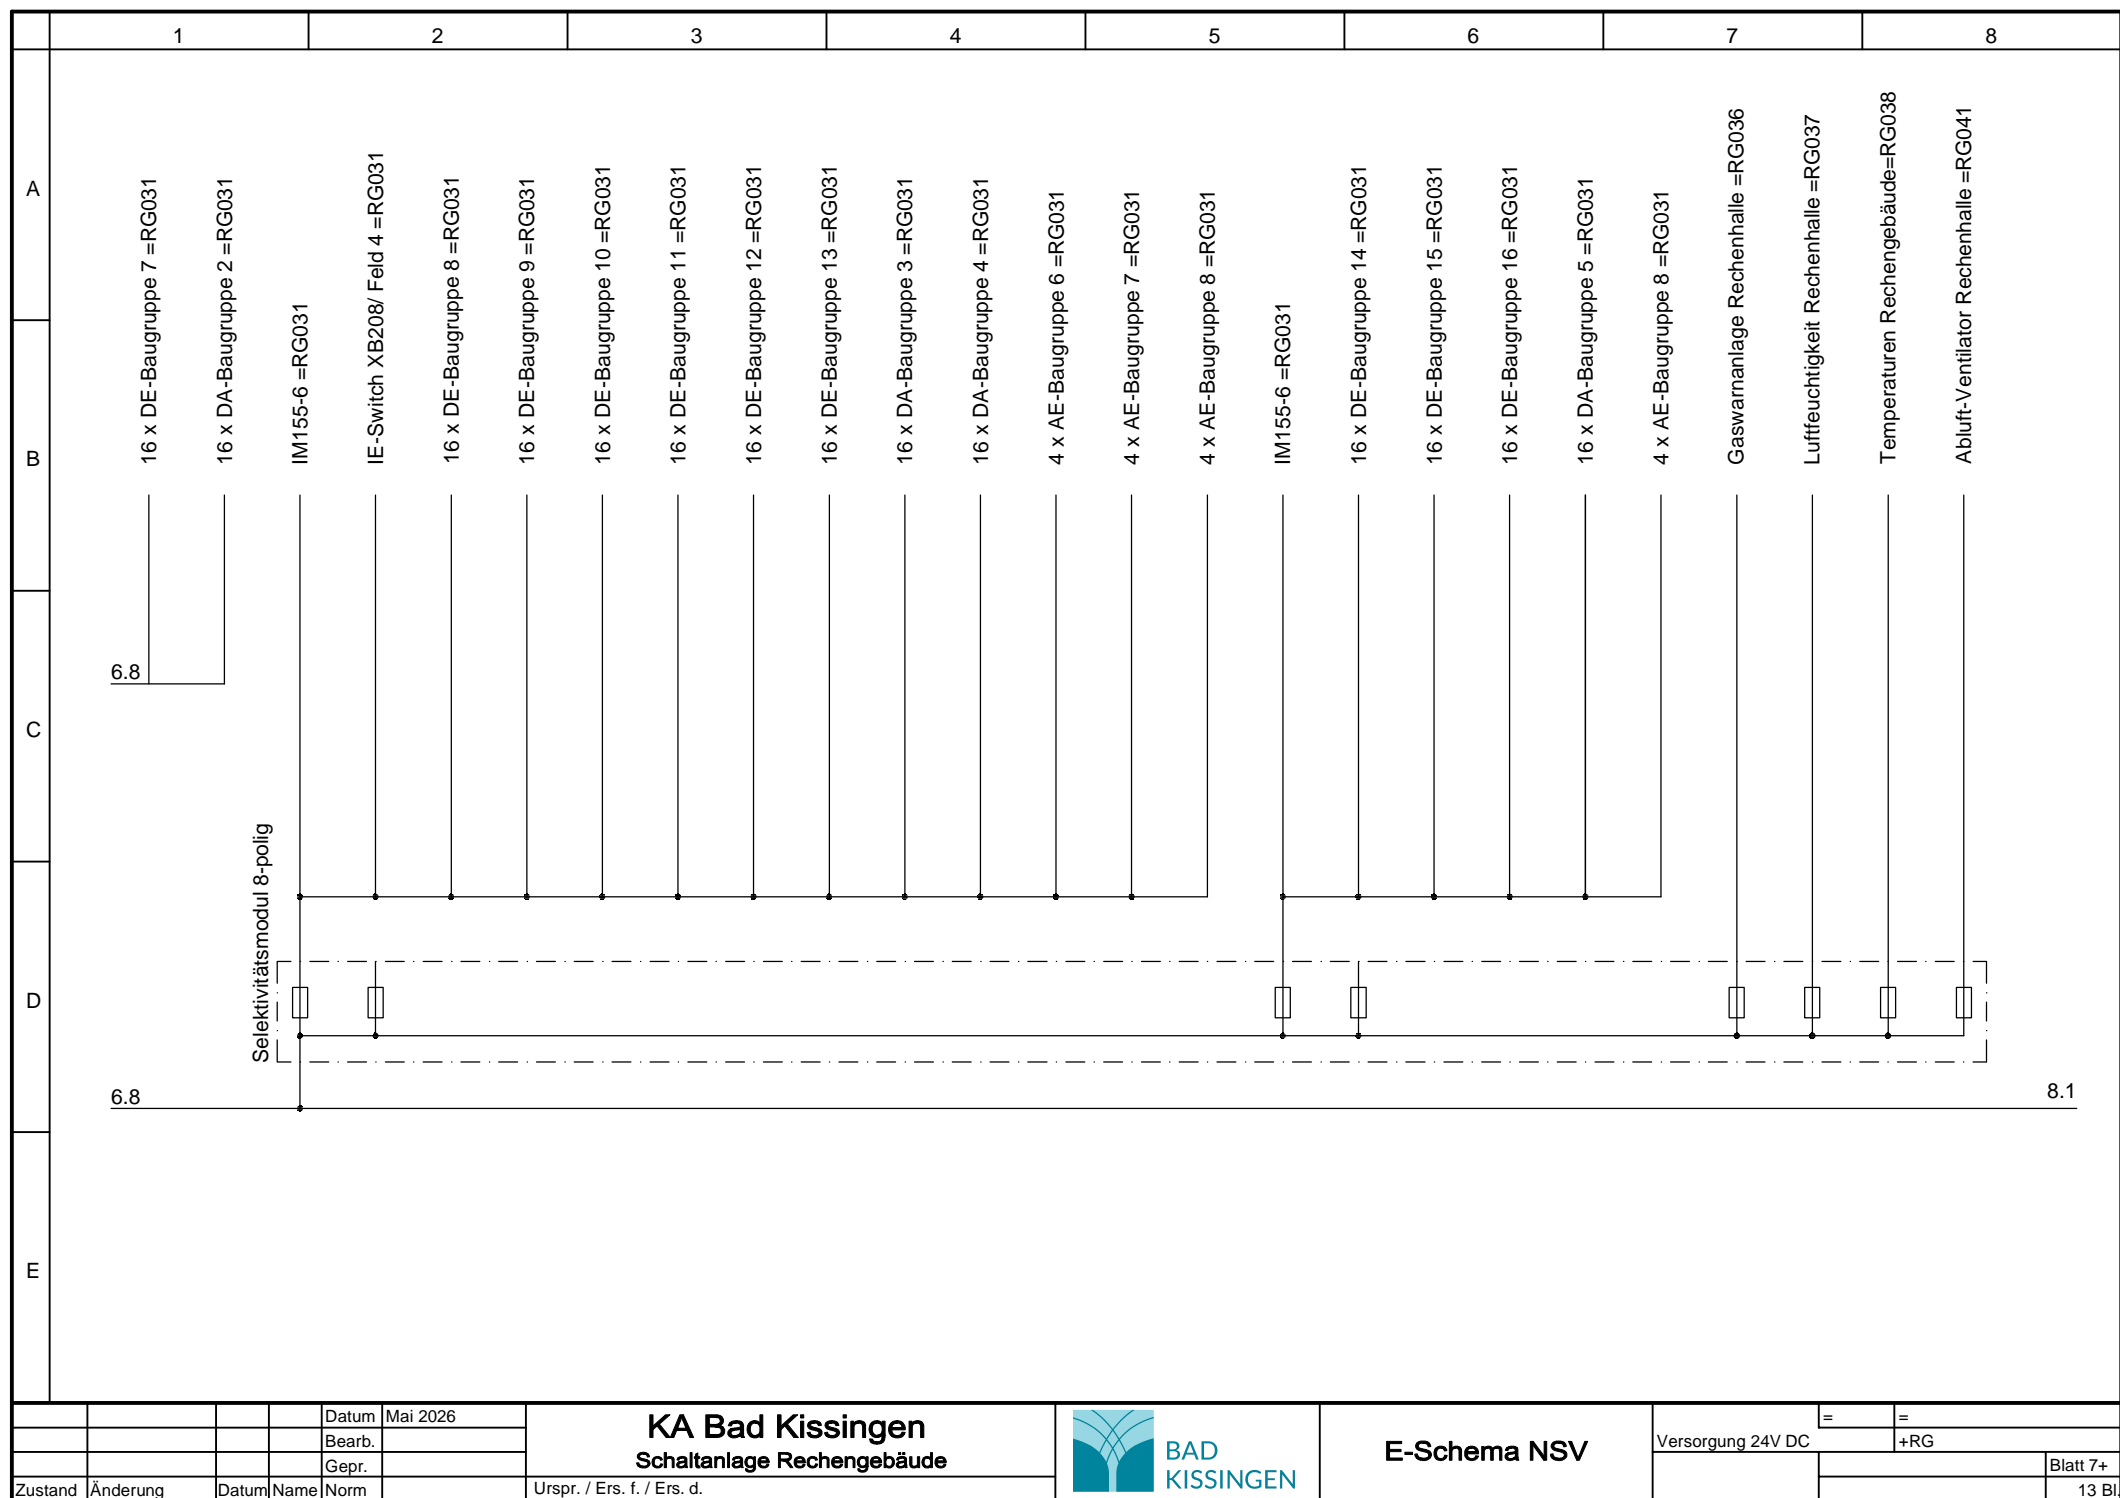 1 2 3 4 5 6 7 8
A
B
C
D
E
16 x DE-Baugruppe 7 =RG031
16 x DA-Baugruppe 2 =RG031
IM155-6 =RG031
IE-Switch XB208/ Feld 4 =RG031
16 x DE-Baugruppe 8 =RG031
16 x DE-Baugruppe 9 =RG031
16 x DE-Baugruppe 10 =RG031
16 x DE-Baugruppe 11 =RG031
16 x DE-Baugruppe 12 =RG031
16 x DE-Baugruppe 13 =RG031
16 x DA-Baugruppe 3 =RG031
16 x DA-Baugruppe 4 =RG031
4 x AE-Baugruppe 6 =RG031
4 x AE-Baugruppe 7 =RG031
4 x AE-Baugruppe 8 =RG031
IM155-6 =RG031
16 x DE-Baugruppe 14 =RG031
16 x DE-Baugruppe 15 =RG031
16 x DE-Baugruppe 16 =RG031
16 x DA-Baugruppe 5 =RG031
4 x AE-Baugruppe 8 =RG031
Gaswarnanlage Rechenhalle =RG036
Luftfeuchtigkeit Rechenhalle =RG037
Temperaturen Rechengebäude=RG038
Abluft-Ventilator Rechenhalle =RG041
6.8
Selektivitätsmodul 8-polig
6.8
8.1
Datum Mai 2026
Bearb.
Gepr.
Zustand Änderung Datum Name Norm
KA Bad Kissingen
Schaltanlage Rechengebäude
Urspr. / Ers. f. / Ers. d.
BAD
KISSINGEN
E-Schema NSV
= =
Versorgung 24V DC +RG
Blatt 7+
13 Bl.